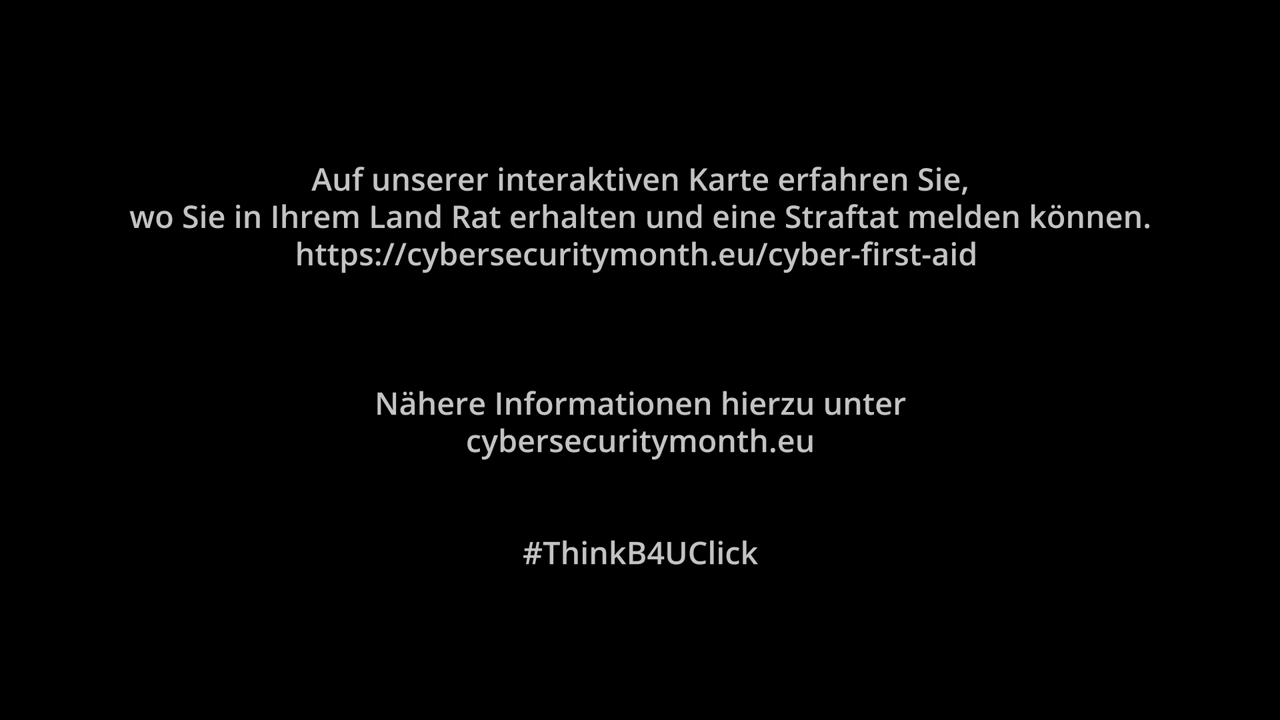 Auf unserer interaktiven Karte erfahren Sie,
wo Sie in Ihrem Land Rat erhalten und eine Straftat melden können.
https://cybersecuritymonth.eu/cyber-first-aid
Nähere Informationen hierzu unter
cybersecuritymonth.eu
#ThinkB4UClick